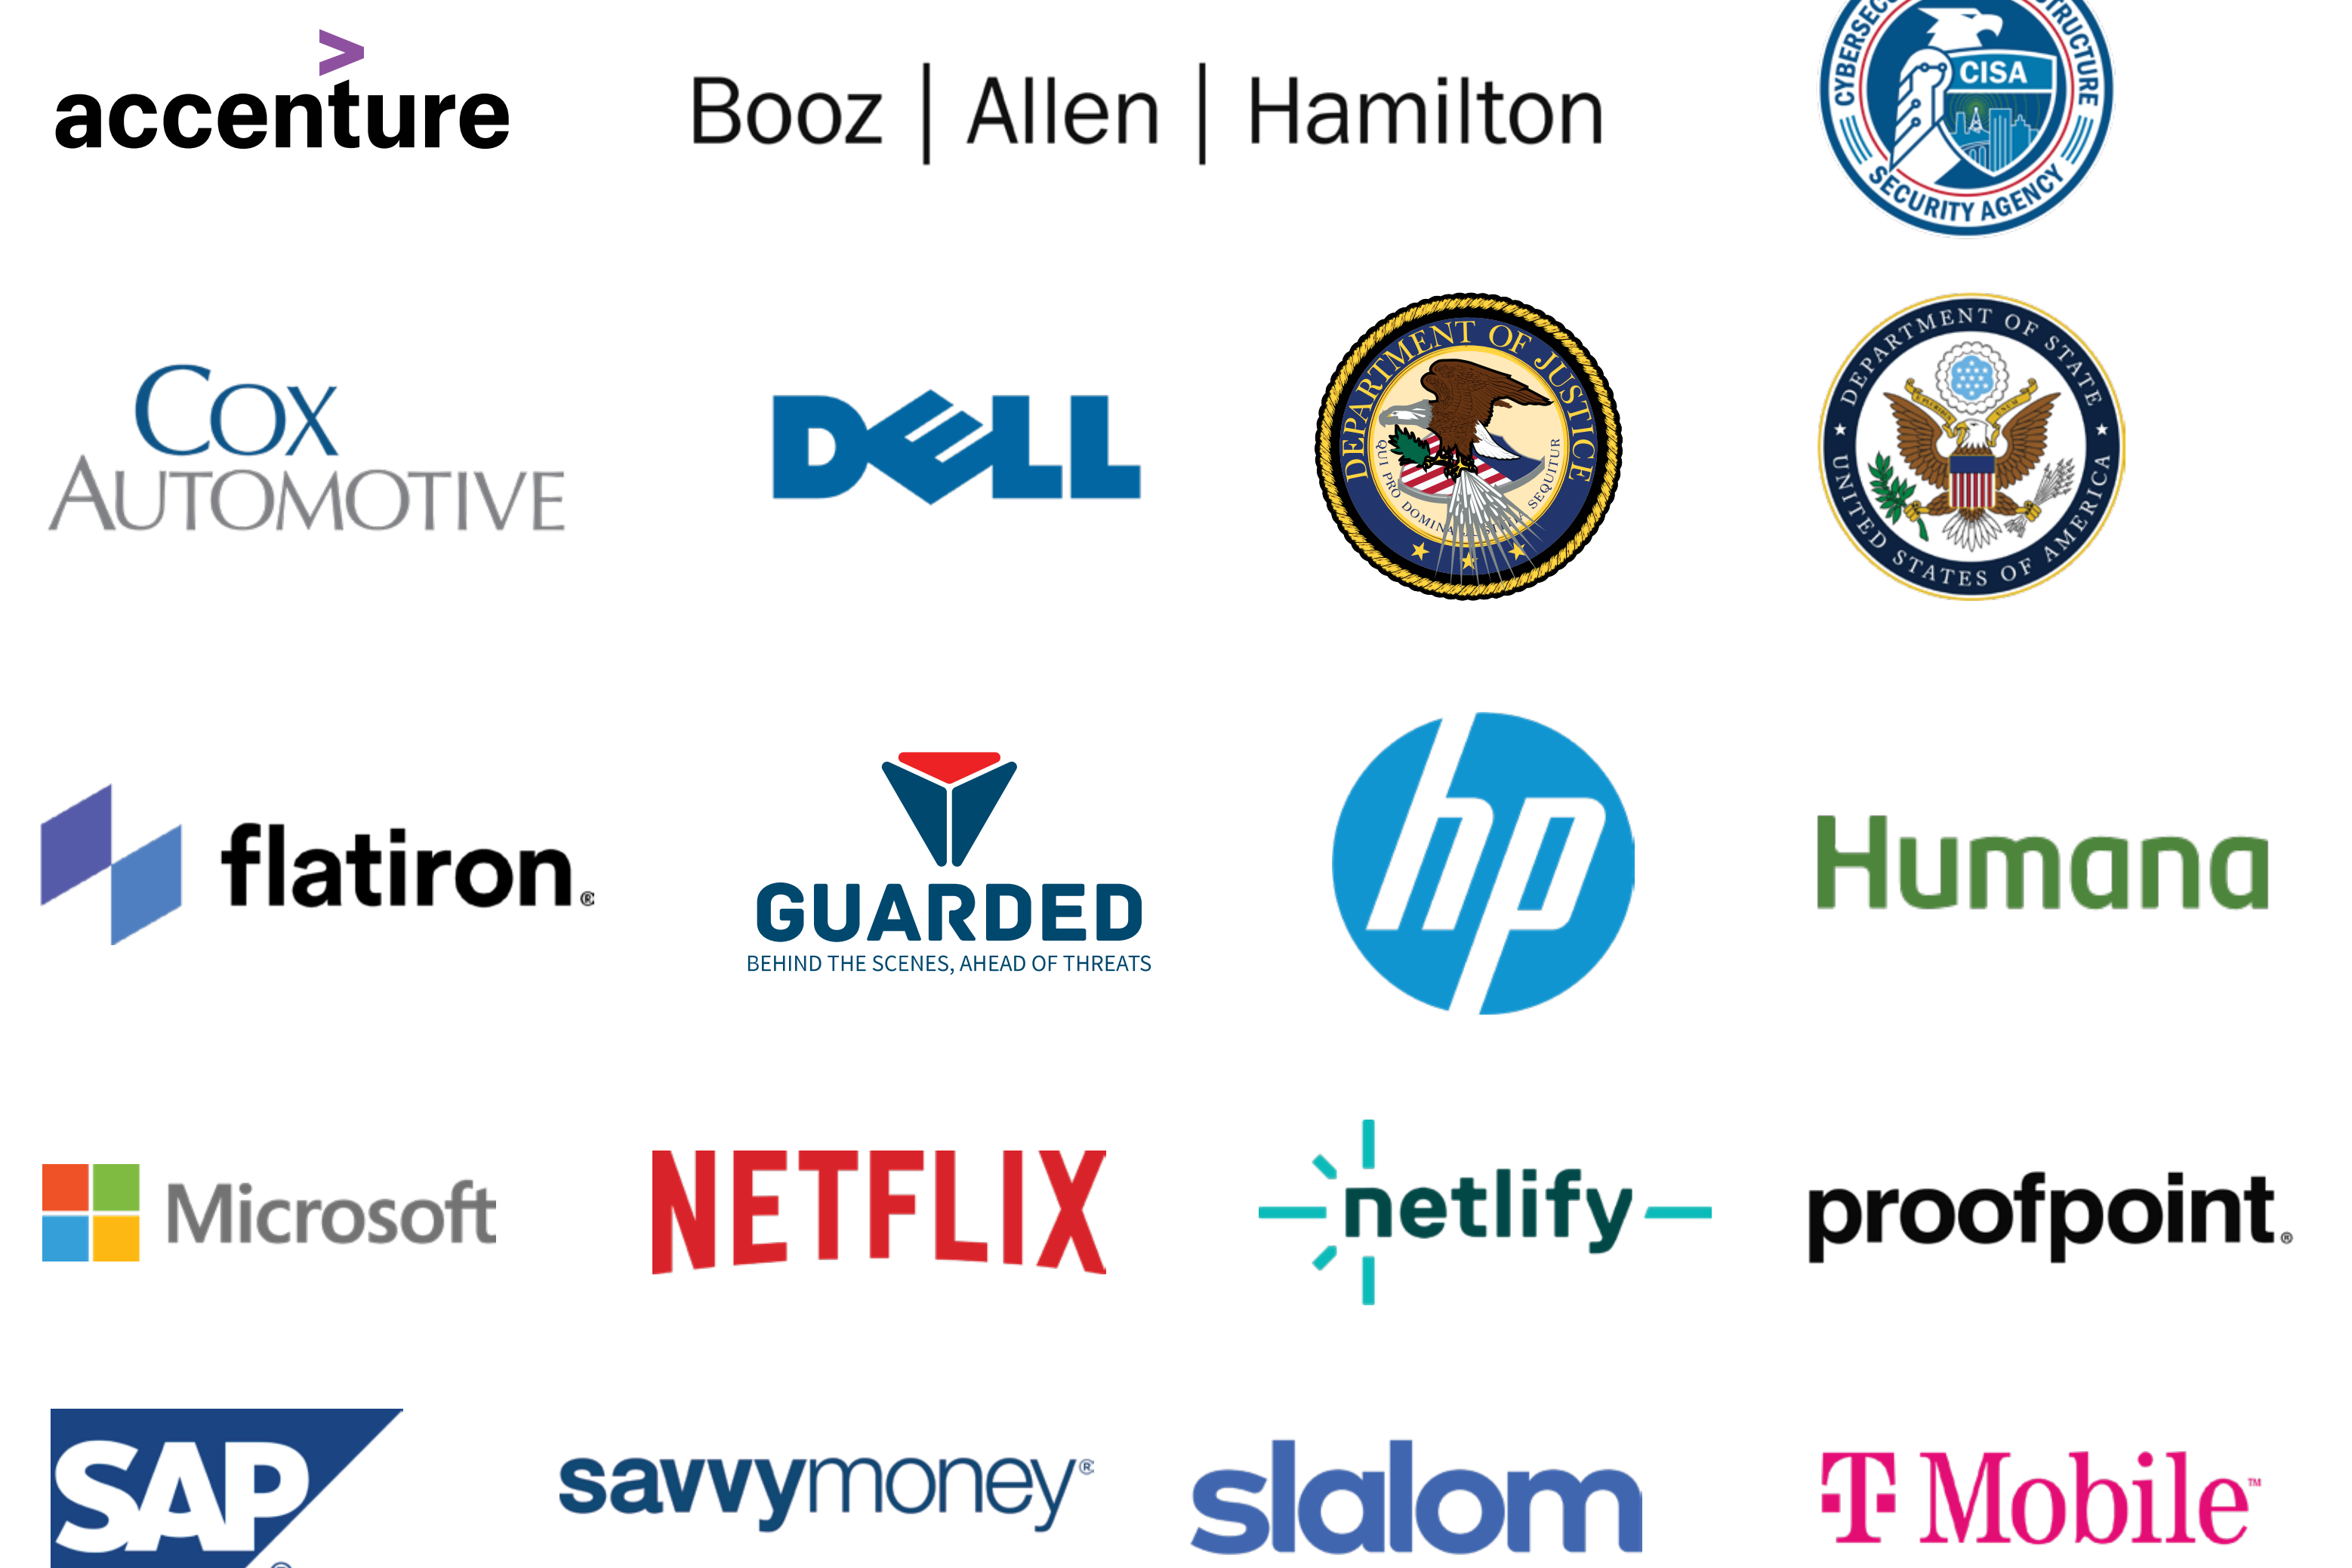 accenture
Booz | Allen | Hamilton
STRUCTURE
CISA
SECURITY AGENCY
COX
AUTOMOTIVE
DELL
DEPARTMENT OF JUSTICE
QUI PRO DOMINA SEQUITUR
DEPARTMENT OF STATE
UNITED STATES OF AMERICA
flatiron®
GUARDED
BEHIND THE SCENES, AHEAD OF THREATS
hp
Humana
Microsoft
NETFLIX
netlify
proofpoint®
SAP
®
savvymoney®
slalom
T Mobile™